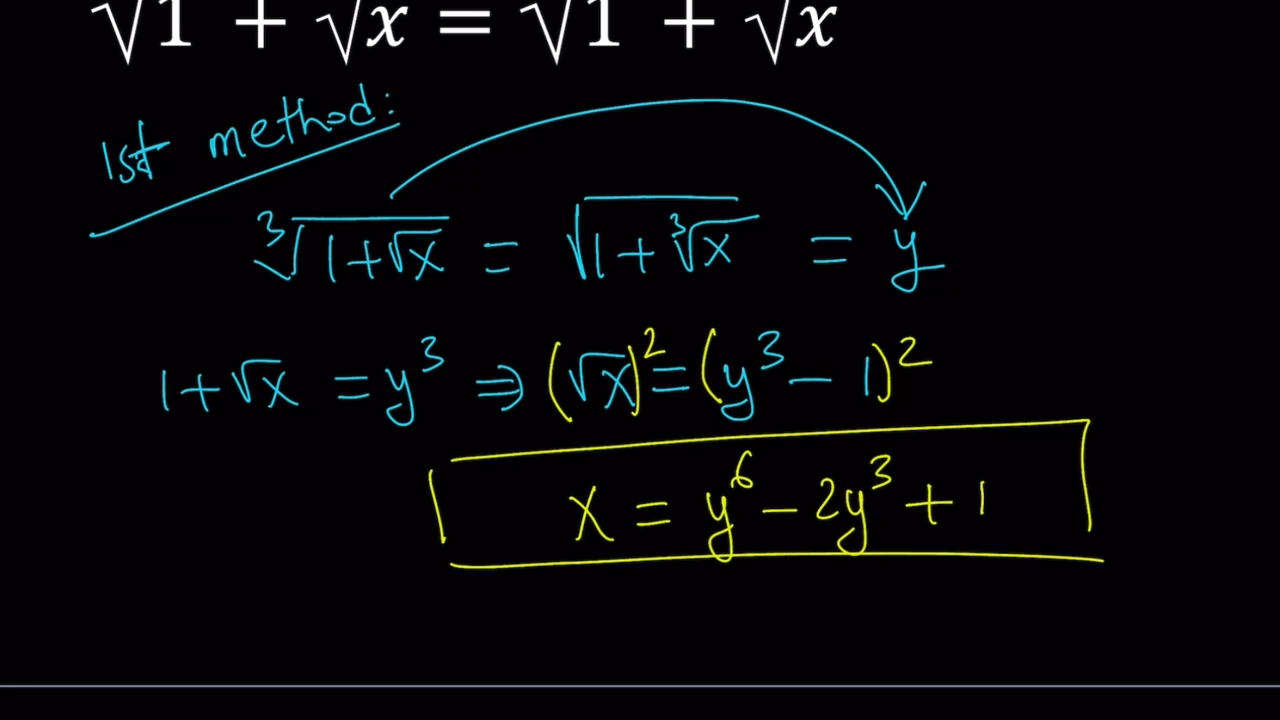 √1 + √x = √1 + √x
1st method:
∛(1+√x) = √(1+∛x) = y
1+√x = y³ ⇒ (√x)² = (y³ − 1)²
x = y⁶ − 2y³ + 1